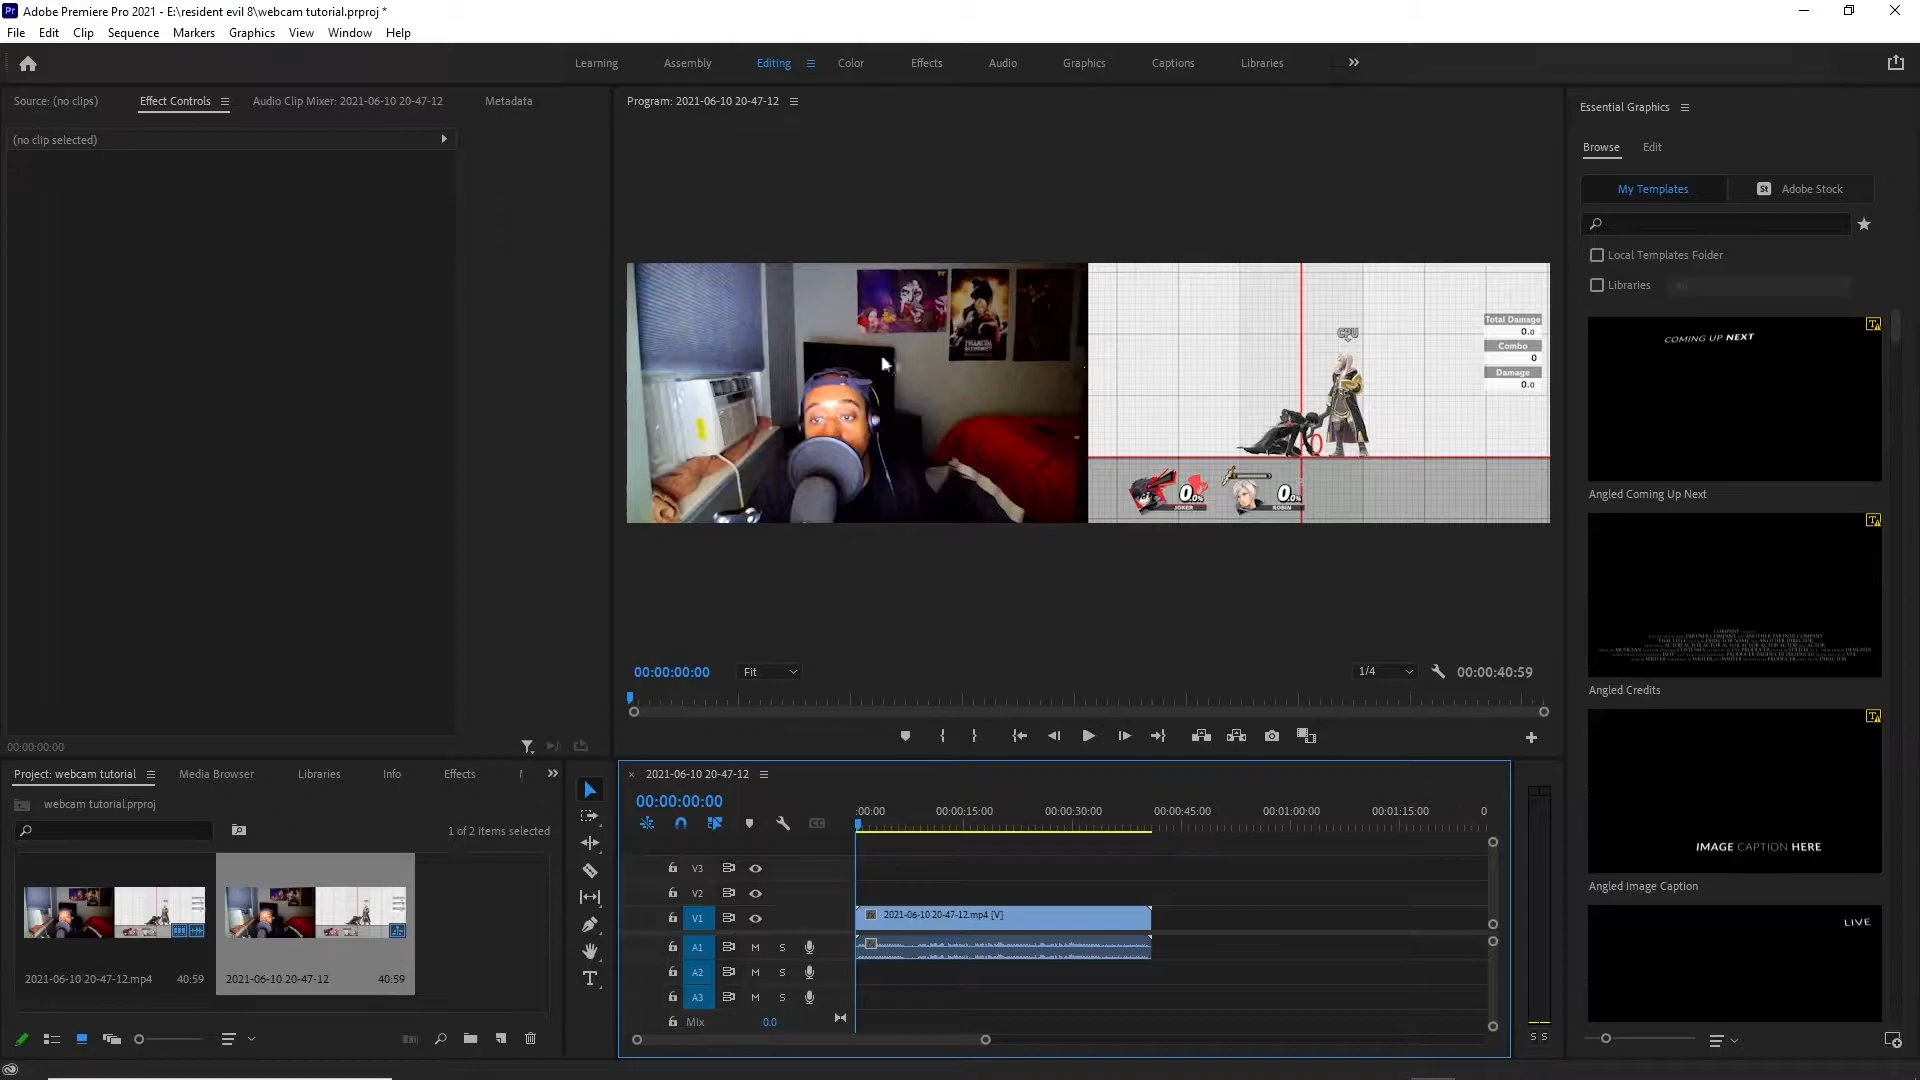 Pr Adobe Premiere Pro 2021 - E:\resident evil 8\webcam tutorial.prproj *
File Edit Clip Sequence Markers Graphics View Window Help
Learning Assembly Editing Color Effects Audio Graphics Captions Libraries
Source: (no clips) Effect Controls Audio Clip Mixer: 2021-06-10 20-47-12 Metadata
(no clip selected)
00:00:00:00
Program: 2021-06-10 20-47-12
CPU
Total Damage
0.0
Combo
0
Damage
0.0
0.0%
JOKER
0.0%
ROBIN
00:00:00:00 Fit 1/4 00:00:40:59
Essential Graphics
Browse Edit
My Templates St Adobe Stock
Local Templates Folder
Libraries All
COMING UP NEXT
Angled Coming Up Next
Angled Credits
IMAGE CAPTION HERE
Angled Image Caption
LIVE
Project: webcam tutorial Media Browser Libraries Info Effects
webcam tutorial.prproj
1 of 2 items selected
2021-06-10 20-47-12.mp4 40:59
2021-06-10 20-47-12 40:59
× 2021-06-10 20-47-12
00:00:00:00
:00:00 00:00:15:00 00:00:30:00 00:00:45:00 00:01:00:00 00:01:15:00 0
V3
V2
V1 fx 2021-06-10 20-47-12.mp4 [V]
A1 M S
A2 M S
A3 M S
Mix 0.0
S S